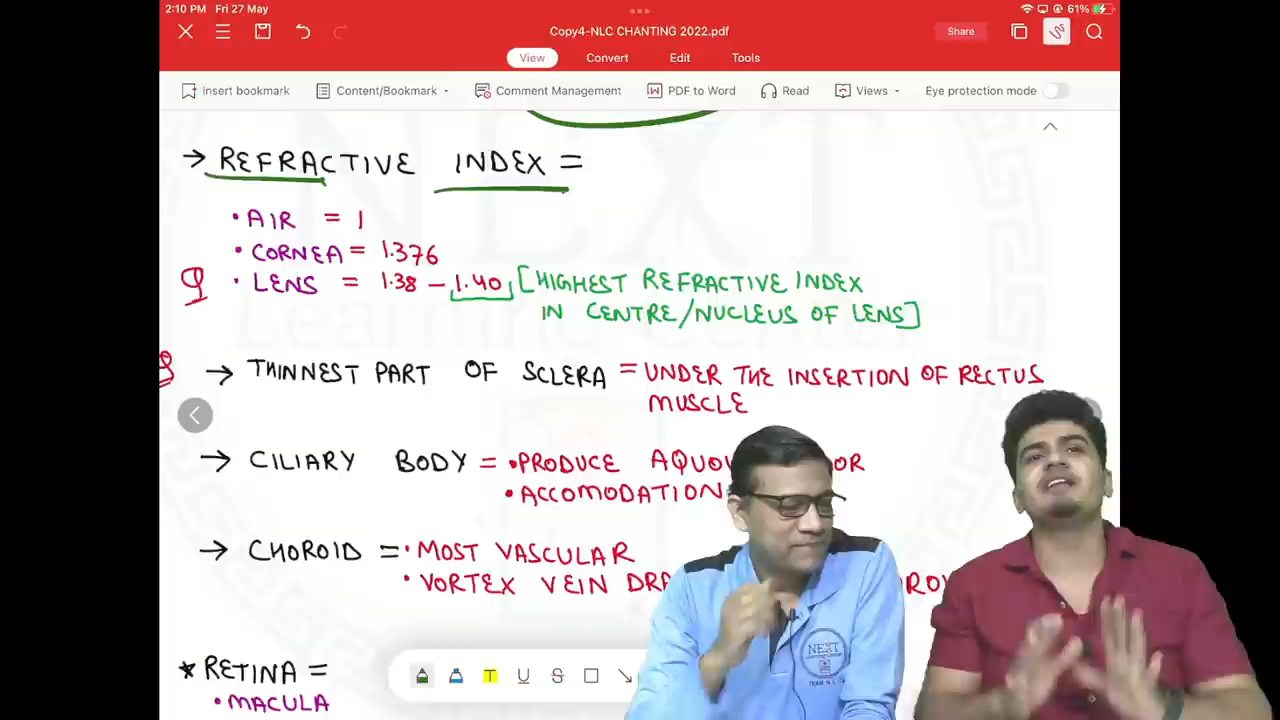 2:10 PM Fri 27 May
61%
Copy4-NLC CHANTING 2022.pdf
Share
View Convert Edit Tools
Insert bookmark Content/Bookmark Comment Management PDF to Word Read Views Eye protection mode
→ REFRACTIVE INDEX =
• AIR = 1
• CORNEA = 1.376
• LENS = 1.38 – 1.40 [HIGHEST REFRACTIVE INDEX
IN CENTRE/NUCLEUS OF LENS]
→ THINNEST PART OF SCLERA = UNDER THE INSERTION OF RECTUS
MUSCLE
→ CILIARY BODY = • PRODUCE
• ACCOMODATION
→ CHOROID = • MOST VASCULAR
• VORTEX VEIN
* RETINA =
• MACULA
NEXT